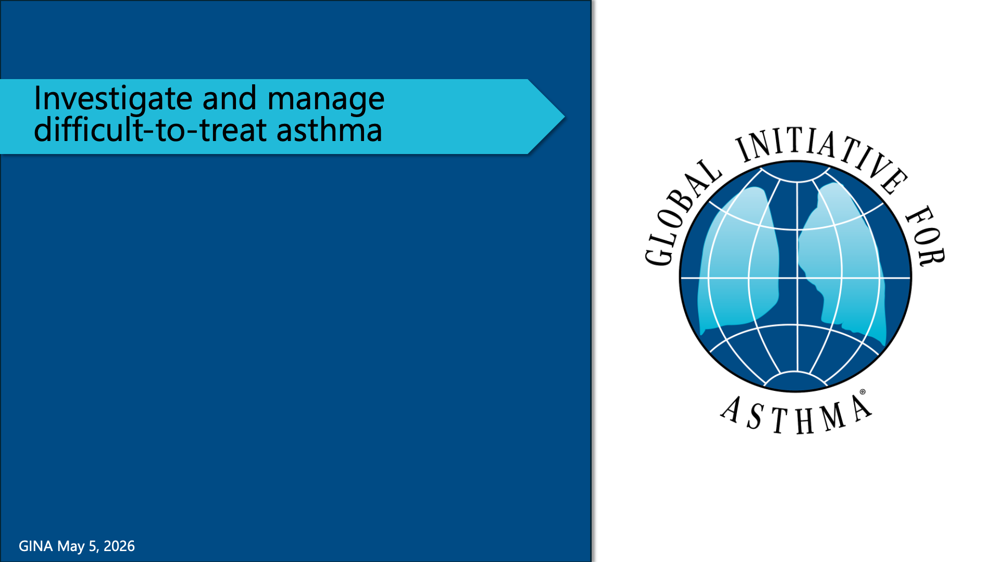 Investigate and manage
difficult-to-treat asthma
GLOBAL INITIATIVE FOR
ASTHMA®
GINA May 5, 2026